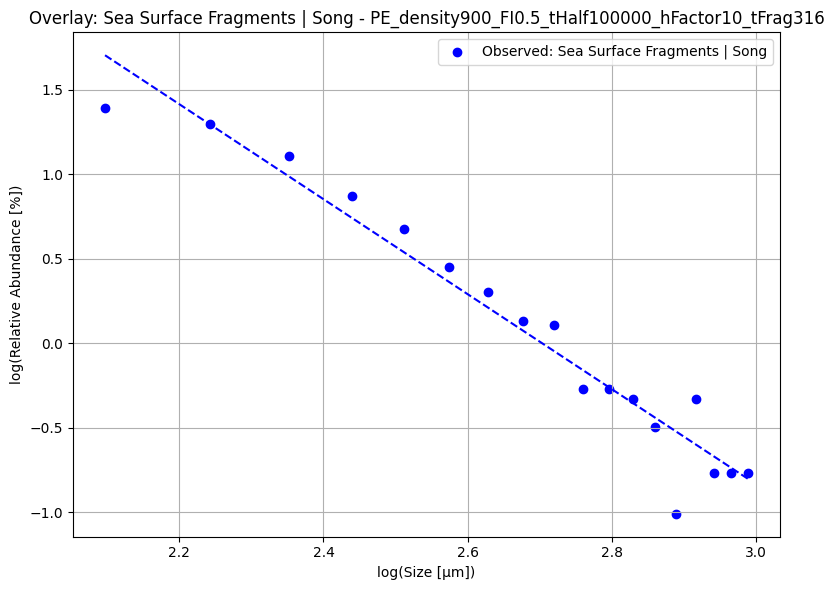 Overlay: Sea Surface Fragments | Song - PE_density900_FI0.5_tHalf100000_hFactor10_tFrag316
Observed: Sea Surface Fragments | Song
log(Relative Abundance [%])
1.5
1.0
0.5
0.0
−0.5
−1.0
2.2
2.4
2.6
2.8
3.0
log(Size [μm])